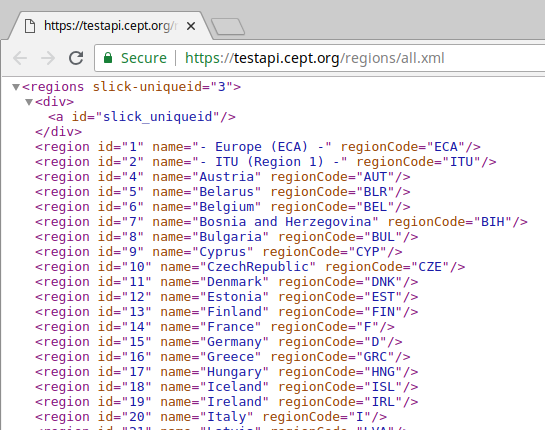 https://testapi.cept.org/r
Secure https://testapi.cept.org/regions/all.xml
<regions slick-uniqueid="3">
<div>
<a id="slick_uniqueid"/>
</div>
<region id="1" name="- Europe (ECA) -" regionCode="ECA"/>
<region id="2" name="- ITU (Region 1) -" regionCode="ITU"/>
<region id="4" name="Austria" regionCode="AUT"/>
<region id="5" name="Belarus" regionCode="BLR"/>
<region id="6" name="Belgium" regionCode="BEL"/>
<region id="7" name="Bosnia and Herzegovina" regionCode="BIH"/>
<region id="8" name="Bulgaria" regionCode="BUL"/>
<region id="9" name="Cyprus" regionCode="CYP"/>
<region id="10" name="CzechRepublic" regionCode="CZE"/>
<region id="11" name="Denmark" regionCode="DNK"/>
<region id="12" name="Estonia" regionCode="EST"/>
<region id="13" name="Finland" regionCode="FIN"/>
<region id="14" name="France" regionCode="F"/>
<region id="15" name="Germany" regionCode="D"/>
<region id="16" name="Greece" regionCode="GRC"/>
<region id="17" name="Hungary" regionCode="HNG"/>
<region id="18" name="Iceland" regionCode="ISL"/>
<region id="19" name="Ireland" regionCode="IRL"/>
<region id="20" name="Italy" regionCode="I"/>
<region id="21" name="Latvia" regionCode="LVA"/>